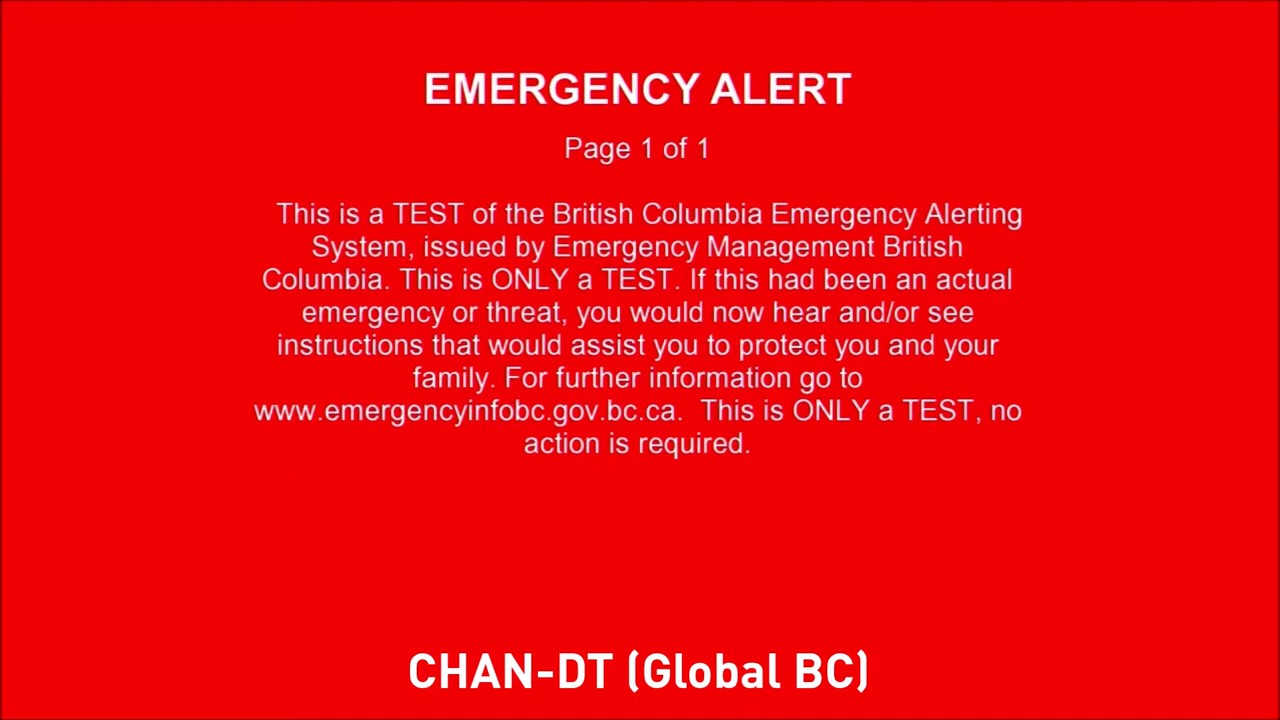 EMERGENCY ALERT
Page 1 of 1
This is a TEST of the British Columbia Emergency Alerting
System, issued by Emergency Management British
Columbia. This is ONLY a TEST. If this had been an actual
emergency or threat, you would now hear and/or see
instructions that would assist you to protect you and your
family. For further information go to
www.emergencyinfobc.gov.bc.ca.  This is ONLY a TEST, no
action is required.
CHAN-DT (Global BC)